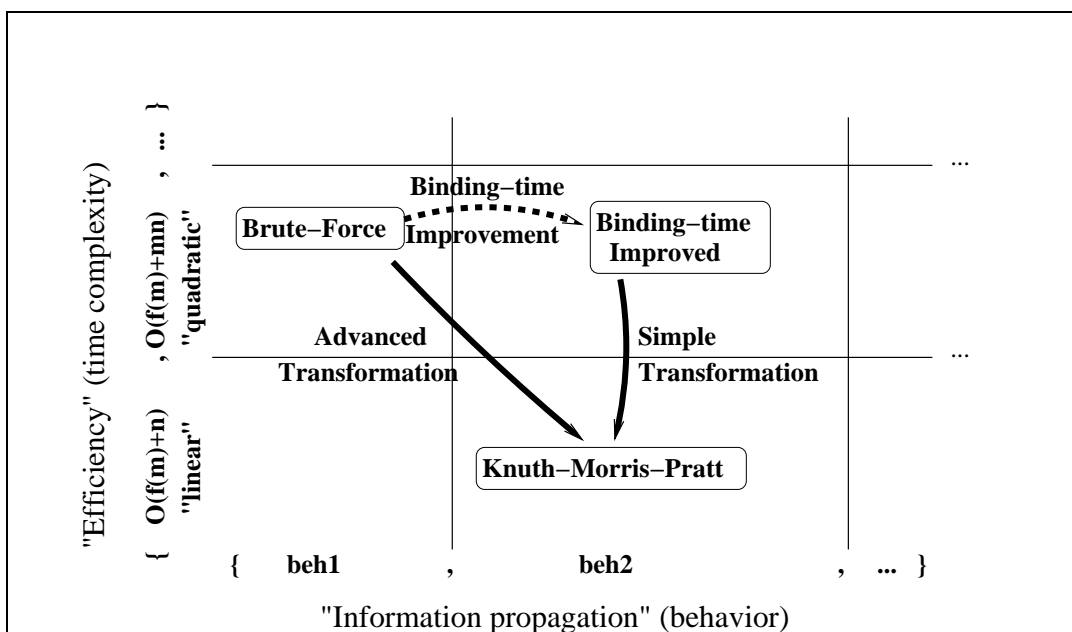 "Efficiency" (time complexity)
{ O(f(m)+n) , O(f(m)+mn) , ... }
"linear" "quadratic"
...
Binding−time
Improvement
Brute−Force
Binding−time
Improved
Advanced
Transformation
Simple
Transformation
...
Knuth−Morris−Pratt
{ beh1 , beh2 , ... }
"Information propagation" (behavior)